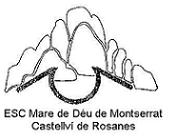 ESC Mare de Déu de Montserrat
Castellví de Rosanes